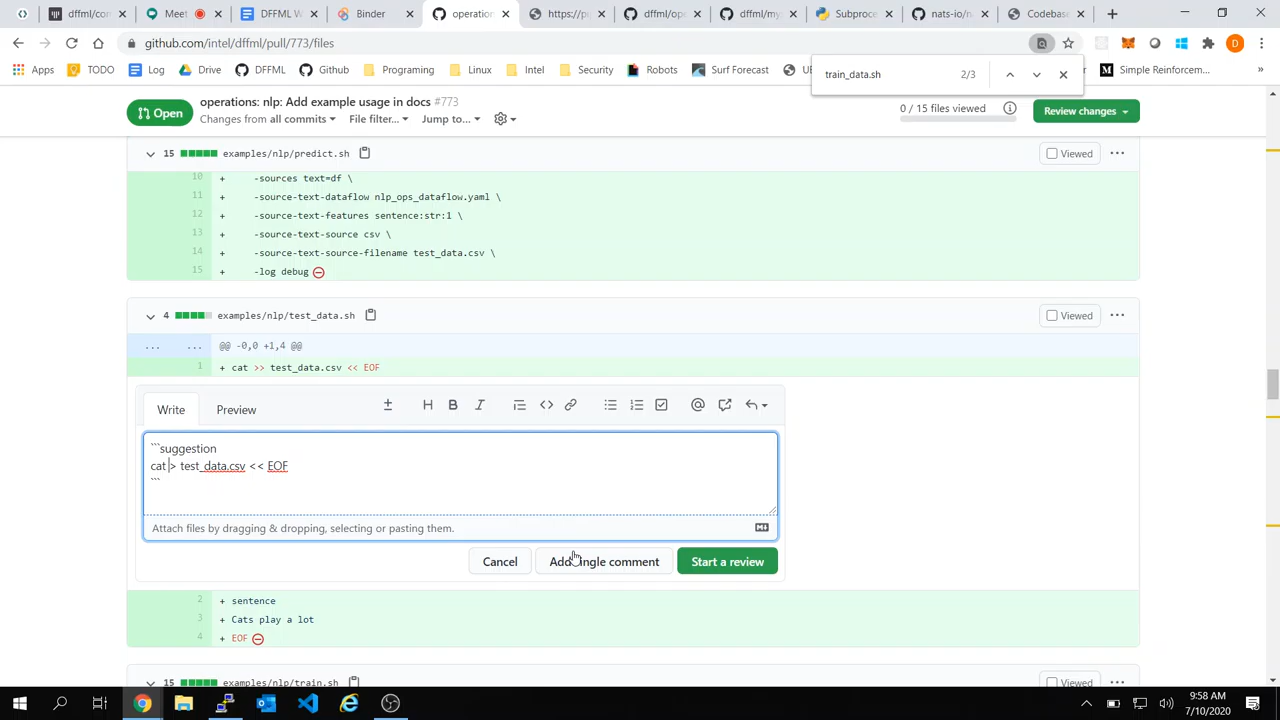 dffml/com
Meet
DFFML W
Binder
operation
https://pu
dffml/ope
dffml/my
Subproce
nats-io/n
Codebas
github.com/intel/dffml/pull/773/files
D
Apps
TODO
Log
Drive
DFFML
Github
Programing
Linux
Intel
Security
Robots
Surf Forecast
Simple Reinforcem...
»
train_data.sh
2/3
Open
operations: nlp: Add example usage in docs #773
Changes from all commits
File filter...
Jump to...
0 / 15 files viewed
Review changes
15
examples/nlp/predict.sh
Viewed
10 + -sources text=df \
11 + -source-text-dataflow nlp_ops_dataflow.yaml \
12 + -source-text-features sentence:str:1 \
13 + -source-text-source csv \
14 + -source-text-source-filename test_data.csv \
15 + -log debug
4
examples/nlp/test_data.sh
Viewed
... ... @@ -0,0 +1,4 @@
1 + cat >> test_data.csv << EOF
Write
Preview
```suggestion
cat > test_data.csv << EOF
```
Attach files by dragging & dropping, selecting or pasting them.
Cancel
Add single comment
Start a review
2 + sentence
3 + Cats play a lot
4 + EOF
15
examples/nlp/train.sh
Viewed
9:58 AM
7/10/2020